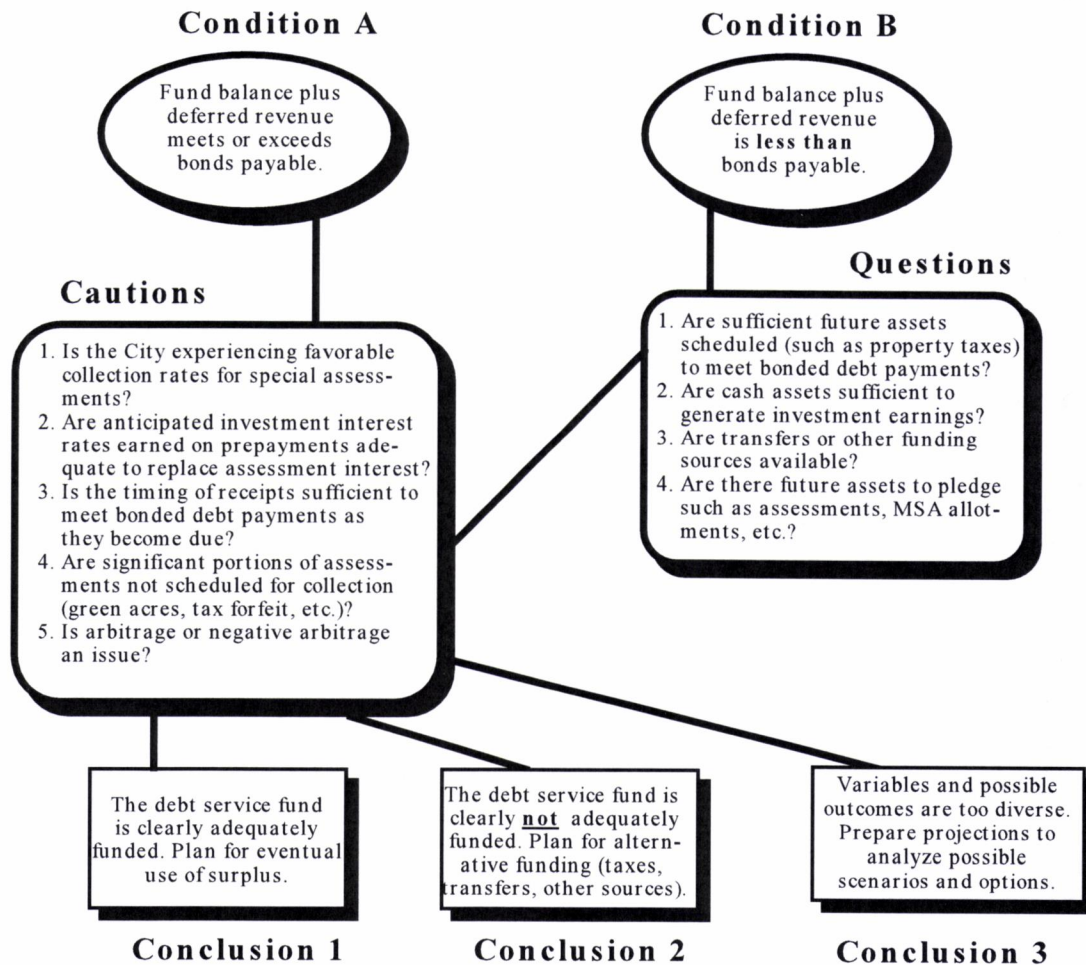 Condition A
Fund balance plus
deferred revenue
meets or exceeds
bonds payable.
Condition B
Fund balance plus
deferred revenue
is less than
bonds payable.
Cautions
1. Is the City experiencing favorable
collection rates for special assess-
ments?
2. Are anticipated investment interest
rates earned on prepayments ade-
quate to replace assessment interest?
3. Is the timing of receipts sufficient to
meet bonded debt payments as
they become due?
4. Are significant portions of assess-
ments not scheduled for collection
(green acres, tax forfeit, etc.)?
5. Is arbitrage or negative arbitrage
an issue?
Questions
1. Are sufficient future assets
scheduled (such as property taxes)
to meet bonded debt payments?
2. Are cash assets sufficient to
generate investment earnings?
3. Are transfers or other funding
sources available?
4. Are there future assets to pledge
such as assessments, MSA allot-
ments, etc.?
The debt service fund
is clearly adequately
funded. Plan for eventual
use of surplus.
Conclusion 1
The debt service fund is
clearly not adequately
funded. Plan for altern-
ative funding (taxes,
transfers, other sources).
Conclusion 2
Variables and possible
outcomes are too diverse.
Prepare projections to
analyze possible
scenarios and options.
Conclusion 3